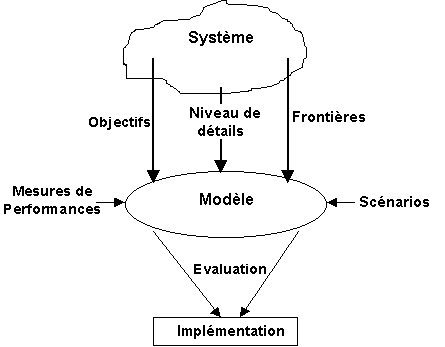 Système
Objectifs
Niveau de
détails
Frontières
Mesures de
Performances
Modèle
Scénarios
Evaluation
Implémentation